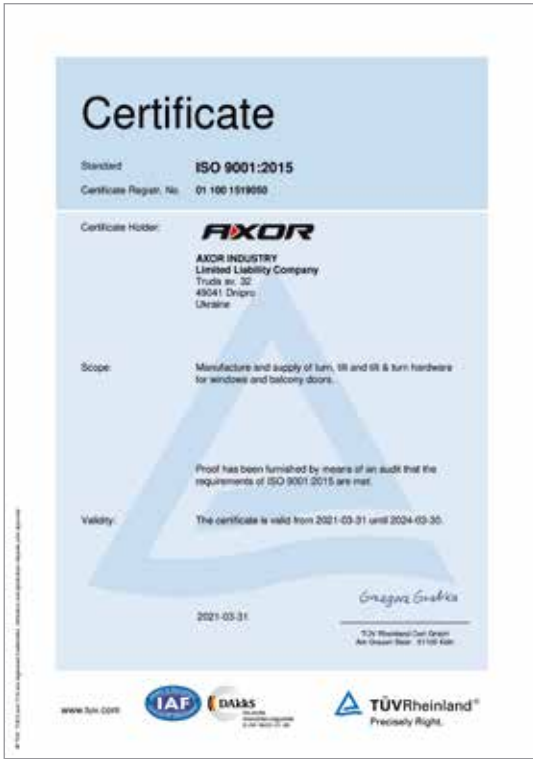 Certificate
Standard ISO 9001:2015
Certificate Registr. No. 01 100 1519050
Certificate Holder: AXOR
AXOR INDUSTRY
Limited Liability Company
Truda av. 32
49041 Dnipro
Ukraine
Scope: Manufacture and supply of turn, tilt and tilt & turn hardware
for windows and balcony doors.
Proof has been furnished by means of an audit that the
requirements of ISO 9001:2015 are met.
Validity: The certificate is valid from 2021-03-31 until 2024-03-30.
2021-03-31
TÜV Rheinland Cert GmbH
Am Grauen Stein · 51105 Köln
www.tuv.com
IAF
DAkkS
Deutsche
Akkreditierungsstelle
TÜVRheinland®
Precisely Right.